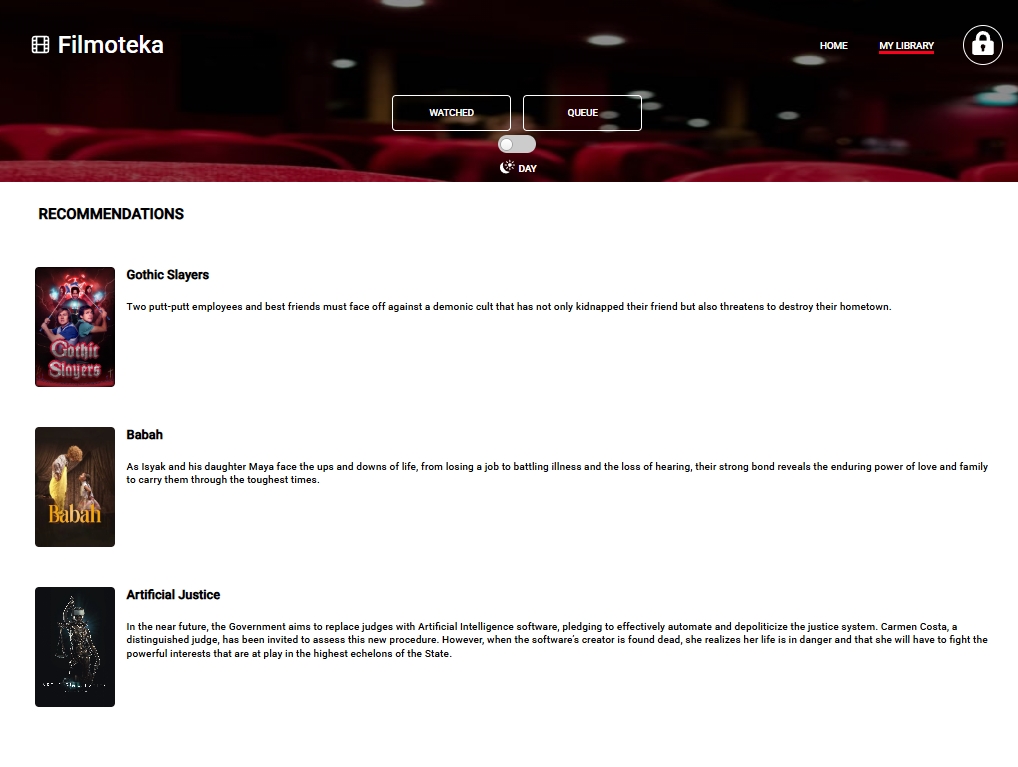 Filmoteka
HOME
MY LIBRARY
WATCHED
QUEUE
DAY
RECOMMENDATIONS
Gothic Slayers
Two putt-putt employees and best friends must face off against a demonic cult that has not only kidnapped their friend but also threatens to destroy their hometown.
Gothic
Slayers
Babah
As Isyak and his daughter Maya face the ups and downs of life, from losing a job to battling illness and the loss of hearing, their strong bond reveals the enduring power of love and family
to carry them through the toughest times.
Babah
Artificial Justice
In the near future, the Government aims to replace judges with Artificial Intelligence software, pledging to effectively automate and depoliticize the justice system. Carmen Costa, a
distinguished judge, has been invited to assess this new procedure. However, when the software's creator is found dead, she realizes her life is in danger and that she will have to fight the
powerful interests that are at play in the highest echelons of the State.